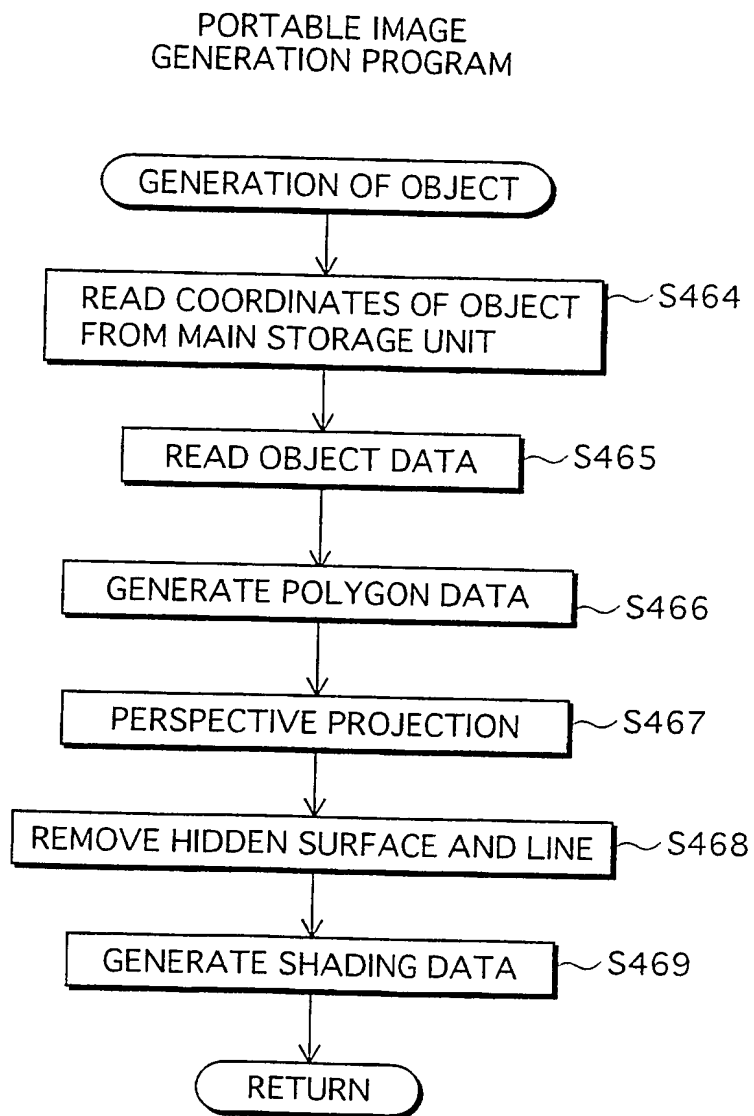 PORTABLE IMAGE
GENERATION PROGRAM
GENERATION OF OBJECT
READ COORDINATES OF OBJECT
FROM MAIN STORAGE UNIT
S464
READ OBJECT DATA
S465
GENERATE POLYGON DATA
S466
PERSPECTIVE PROJECTION
S467
REMOVE HIDDEN SURFACE AND LINE
S468
GENERATE SHADING DATA
S469
RETURN